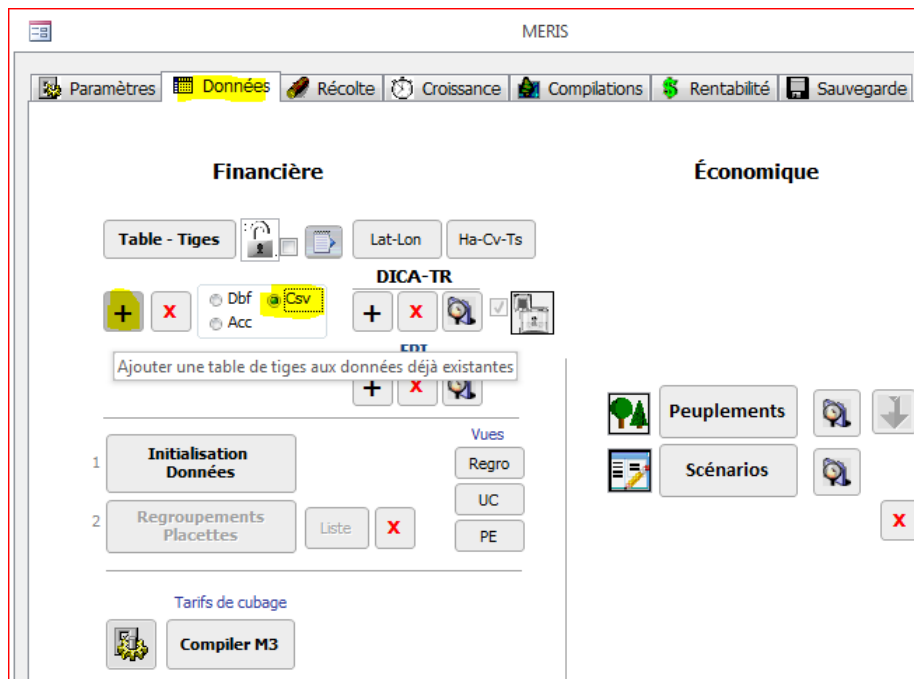 MERIS
Paramètres Données Récolte Croissance Compilations Rentabilité Sauvegarde
Financière
Économique
Table - Tiges Lat-Lon Ha-Cv-Ts
DICA-TR
+ x Dbf Csv + x
Acc
Ajouter une table de tiges aux données déjà existantes
+ x
Peuplements
Scénarios
x
Vues
1 Initialisation
Données
Regro
UC
2 Regroupements
Placettes
Liste x
PE
Tarifs de cubage
Compiler M3